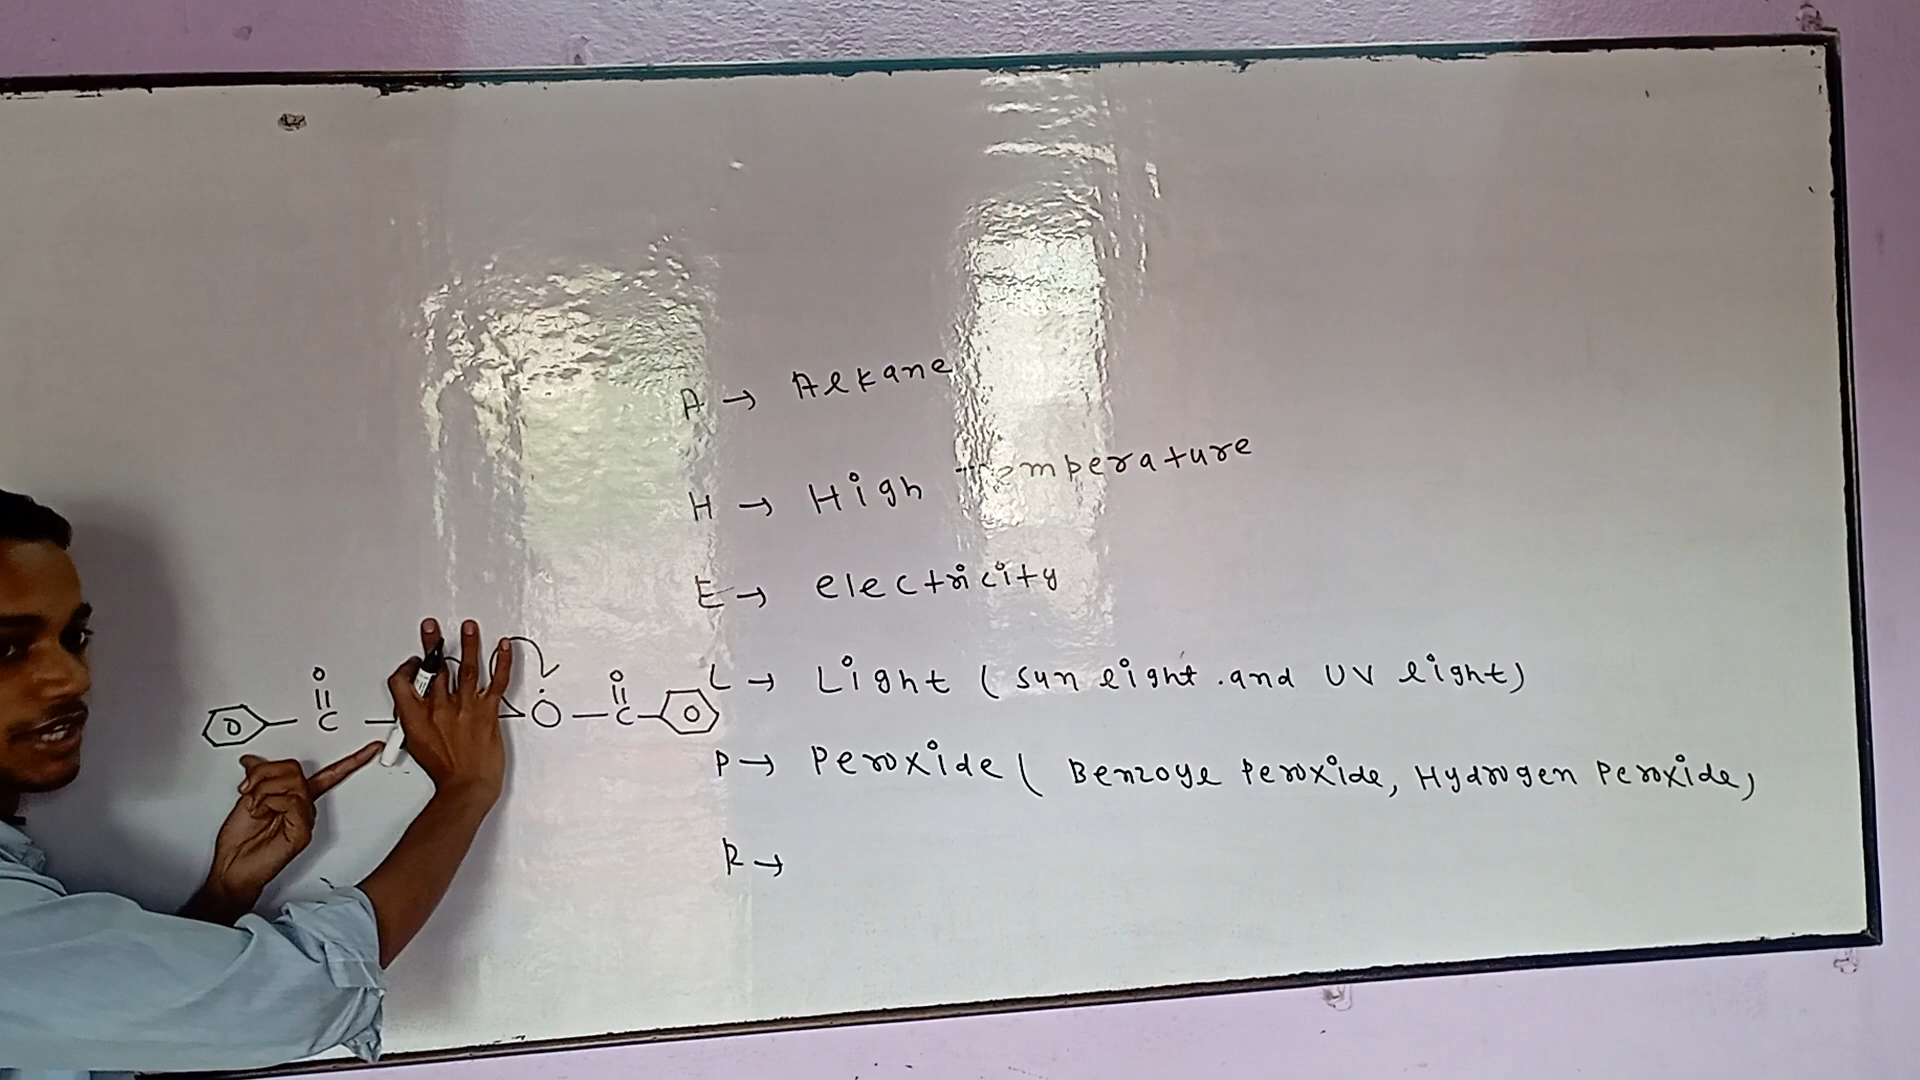 A → Alkane
H → High Temperature
E → electricity
L → Light ( sun light . and UV light)
P → Peroxide ( Benzoyl Peroxide, Hydrogen Peroxide)
R →
O O
|| ||
C — O — C —